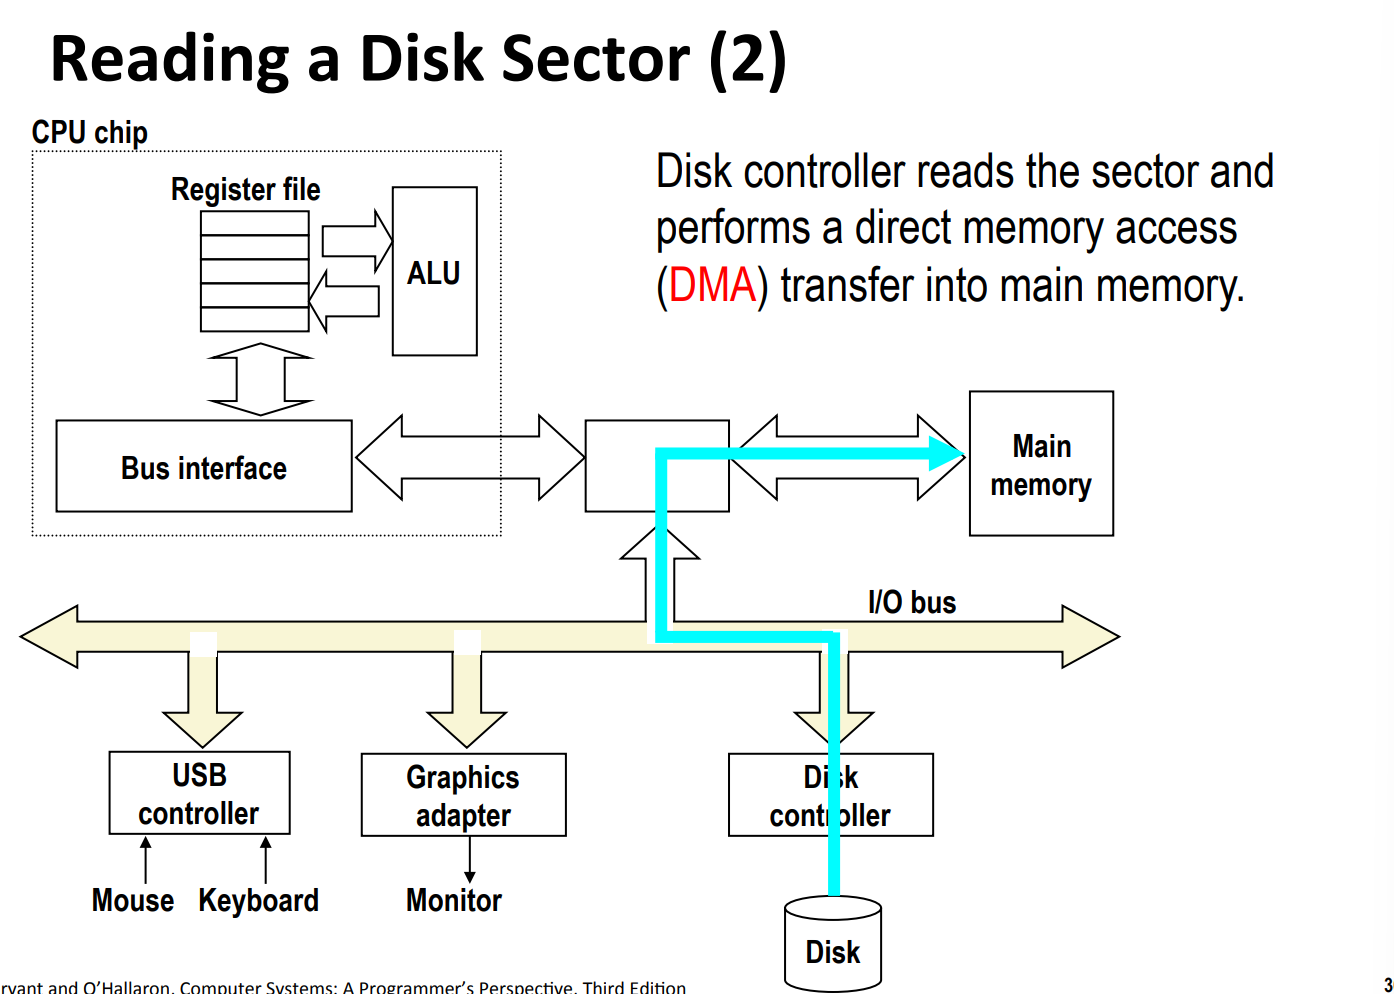 Reading a Disk Sector (2)
CPU chip
Register file
ALU
Disk controller reads the sector and
performs a direct memory access
(DMA) transfer into main memory.
Bus interface
Main
memory
I/O bus
USB
controller
Graphics
adapter
Disk
controller
Mouse
Keyboard
Monitor
Disk
ryant and O'Hallaron, Computer Systems: A Programmer's Perspective, Third Edition
3